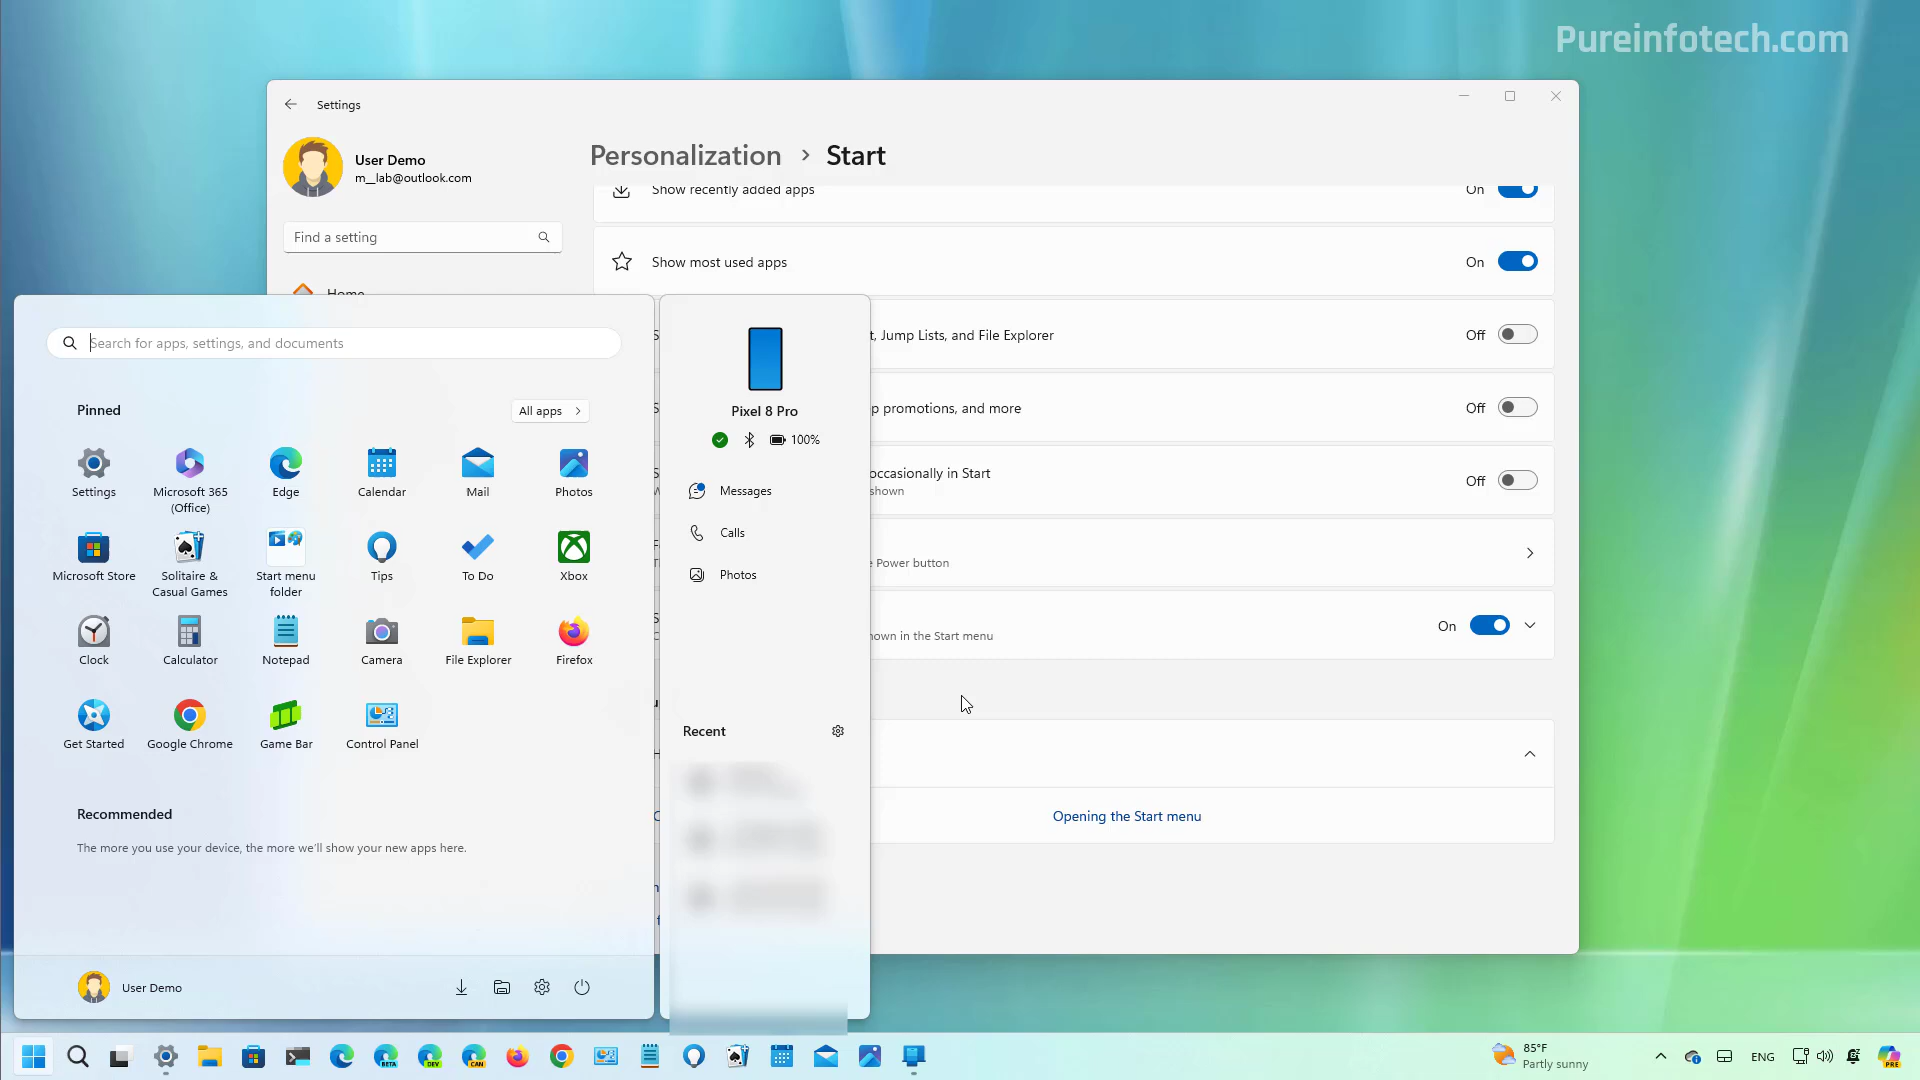 Pureinfotech.com
Settings
User Demo
m__lab@outlook.com
Find a setting
Home
Personalization > Start
Show recently added apps
On
Show most used apps
On
, Jump Lists, and File Explorer
Off
promotions, and more
Off
occasionally in Start
shown
Off
Power button
in the Start menu
On
Opening the Start menu
Search for apps, settings, and documents
Pinned
All apps
Settings
Microsoft 365
(Office)
Edge
Calendar
Mail
Photos
Microsoft Store
Solitaire &
Casual Games
Start menu
folder
Tips
To Do
Xbox
Clock
Calculator
Notepad
Camera
File Explorer
Firefox
Get Started
Google Chrome
Game Bar
Control Panel
Recommended
The more you use your device, the more we'll show your new apps here.
User Demo
Pixel 8 Pro
100%
Messages
Calls
Photos
Recent
BETA
DEV
CAN
85°F
Partly sunny
ENG
PRE